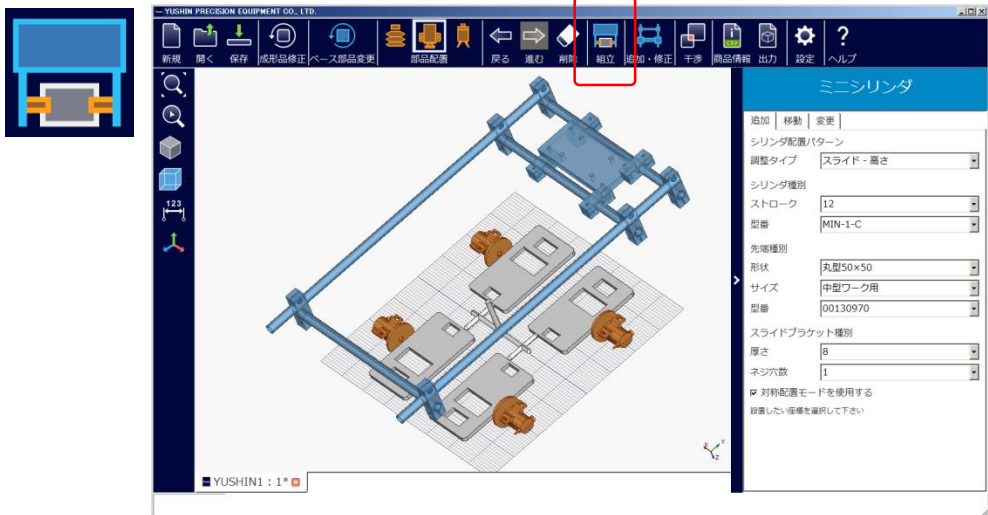 YUSHIN PRECISION EQUIPMENT CO., LTD.
新規 開く 保存 成形品修正 ベース部品変更 部品配置 戻る 進む 削除 組立 追加・修正 干渉 商品情報 出力 設定 ヘルプ
123
ミニシリンダ
追加 移動 変更
シリンダ配置パターン
調整タイプ スライド - 高さ
シリンダ種別
ストローク 12
型番 MIN-1-C
先端種別
形状 丸型50×50
サイズ 中型ワーク用
型番 00130970
スライドブラケット種別
厚さ 8
ネジ穴数 1
対称配置モードを使用する
設置したい座標を選択して下さい
X Y Z
YUSHIN1 : 1*